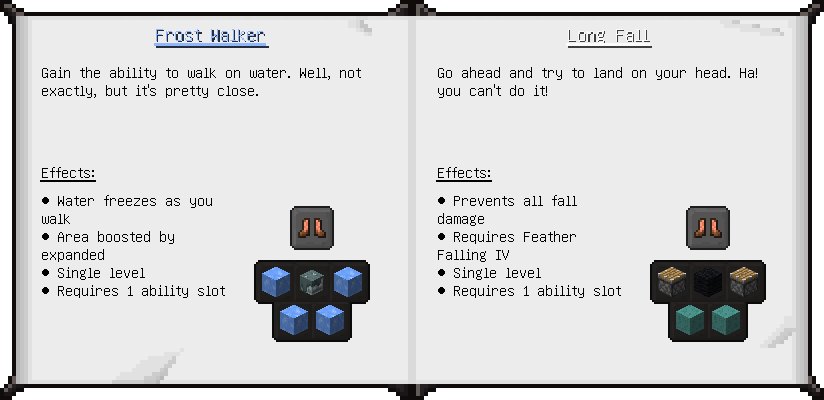 Frost Walker
Gain the ability to walk on water. Well, not
exactly, but it's pretty close.
Effects:
● Water freezes as you
walk
● Area boosted by
expanded
● Single level
● Requires 1 ability slot
Long Fall
Go ahead and try to land on your head. Ha!
you can't do it!
Effects:
● Prevents all fall
damage
● Requires Feather
Falling IV
● Single level
● Requires 1 ability slot